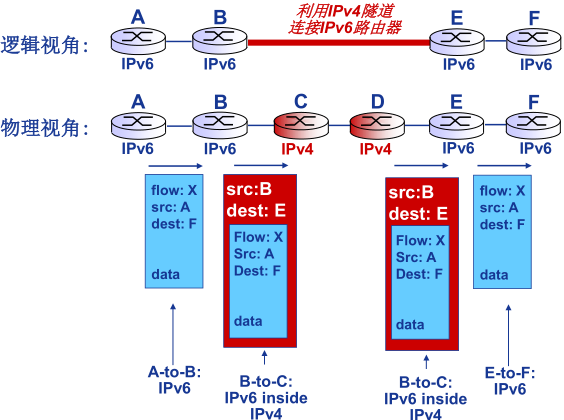 利用IPv4隧道
连接IPv6路由器
A B E F
逻辑视角:
IPv6 IPv6 IPv6 IPv6
A B C D E F
物理视角:
IPv6 IPv6 IPv4 IPv4 IPv6 IPv6
flow: X
src: A
dest: F
data
src:B
dest: E
Flow: X
Src: A
Dest: F
data
src:B
dest: E
Flow: X
Src: A
Dest: F
data
flow: X
src: A
dest: F
data
A-to-B:
IPv6
B-to-C:
IPv6 inside
IPv4
B-to-C:
IPv6 inside
IPv4
E-to-F:
IPv6